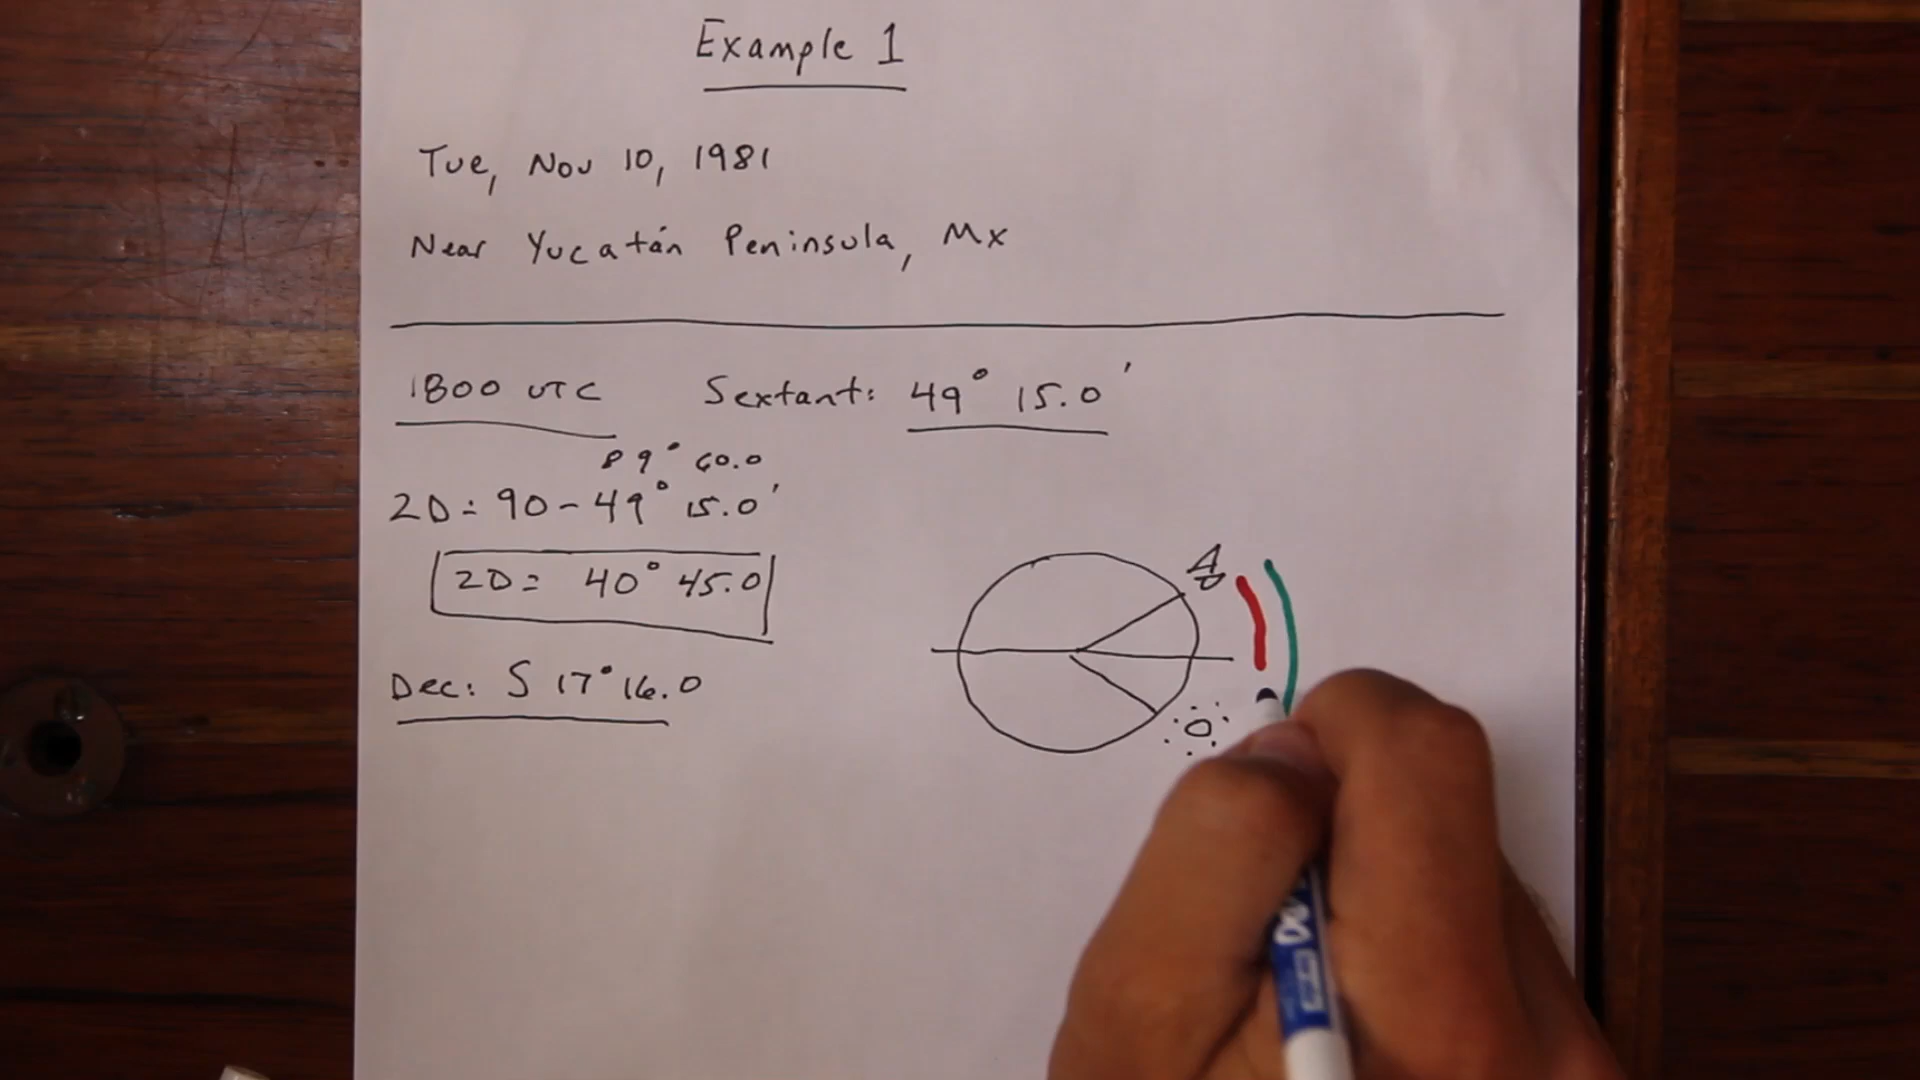 Example 1
Tue, Nov 10, 1981
Near Yucatán Peninsula, Mx
1800 UTC Sextant: 49° 15.0'
89° 60.0
ZD = 90 - 49° 15.0'
ZD = 40° 45.0
Dec: S 17° 16.0